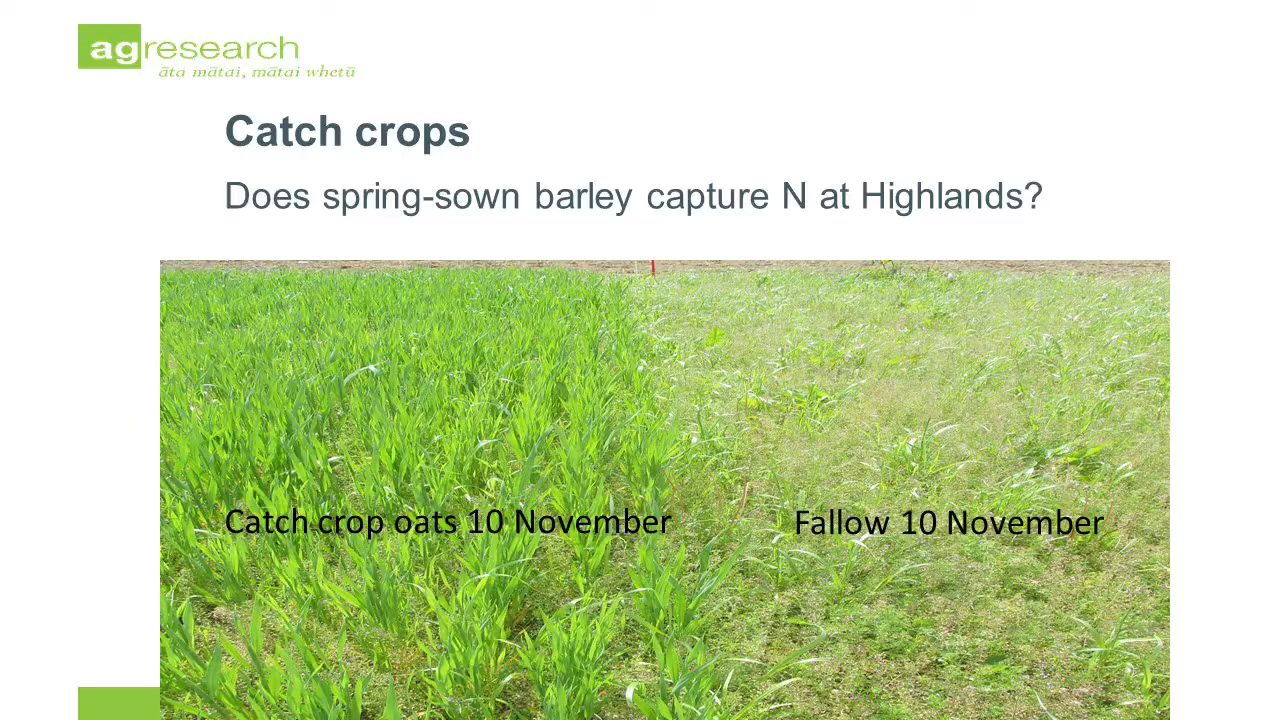 agresearch
āta mātai, mātai whetū
Catch crops
Does spring-sown barley capture N at Highlands?
Catch crop oats 10 November
Fallow 10 November